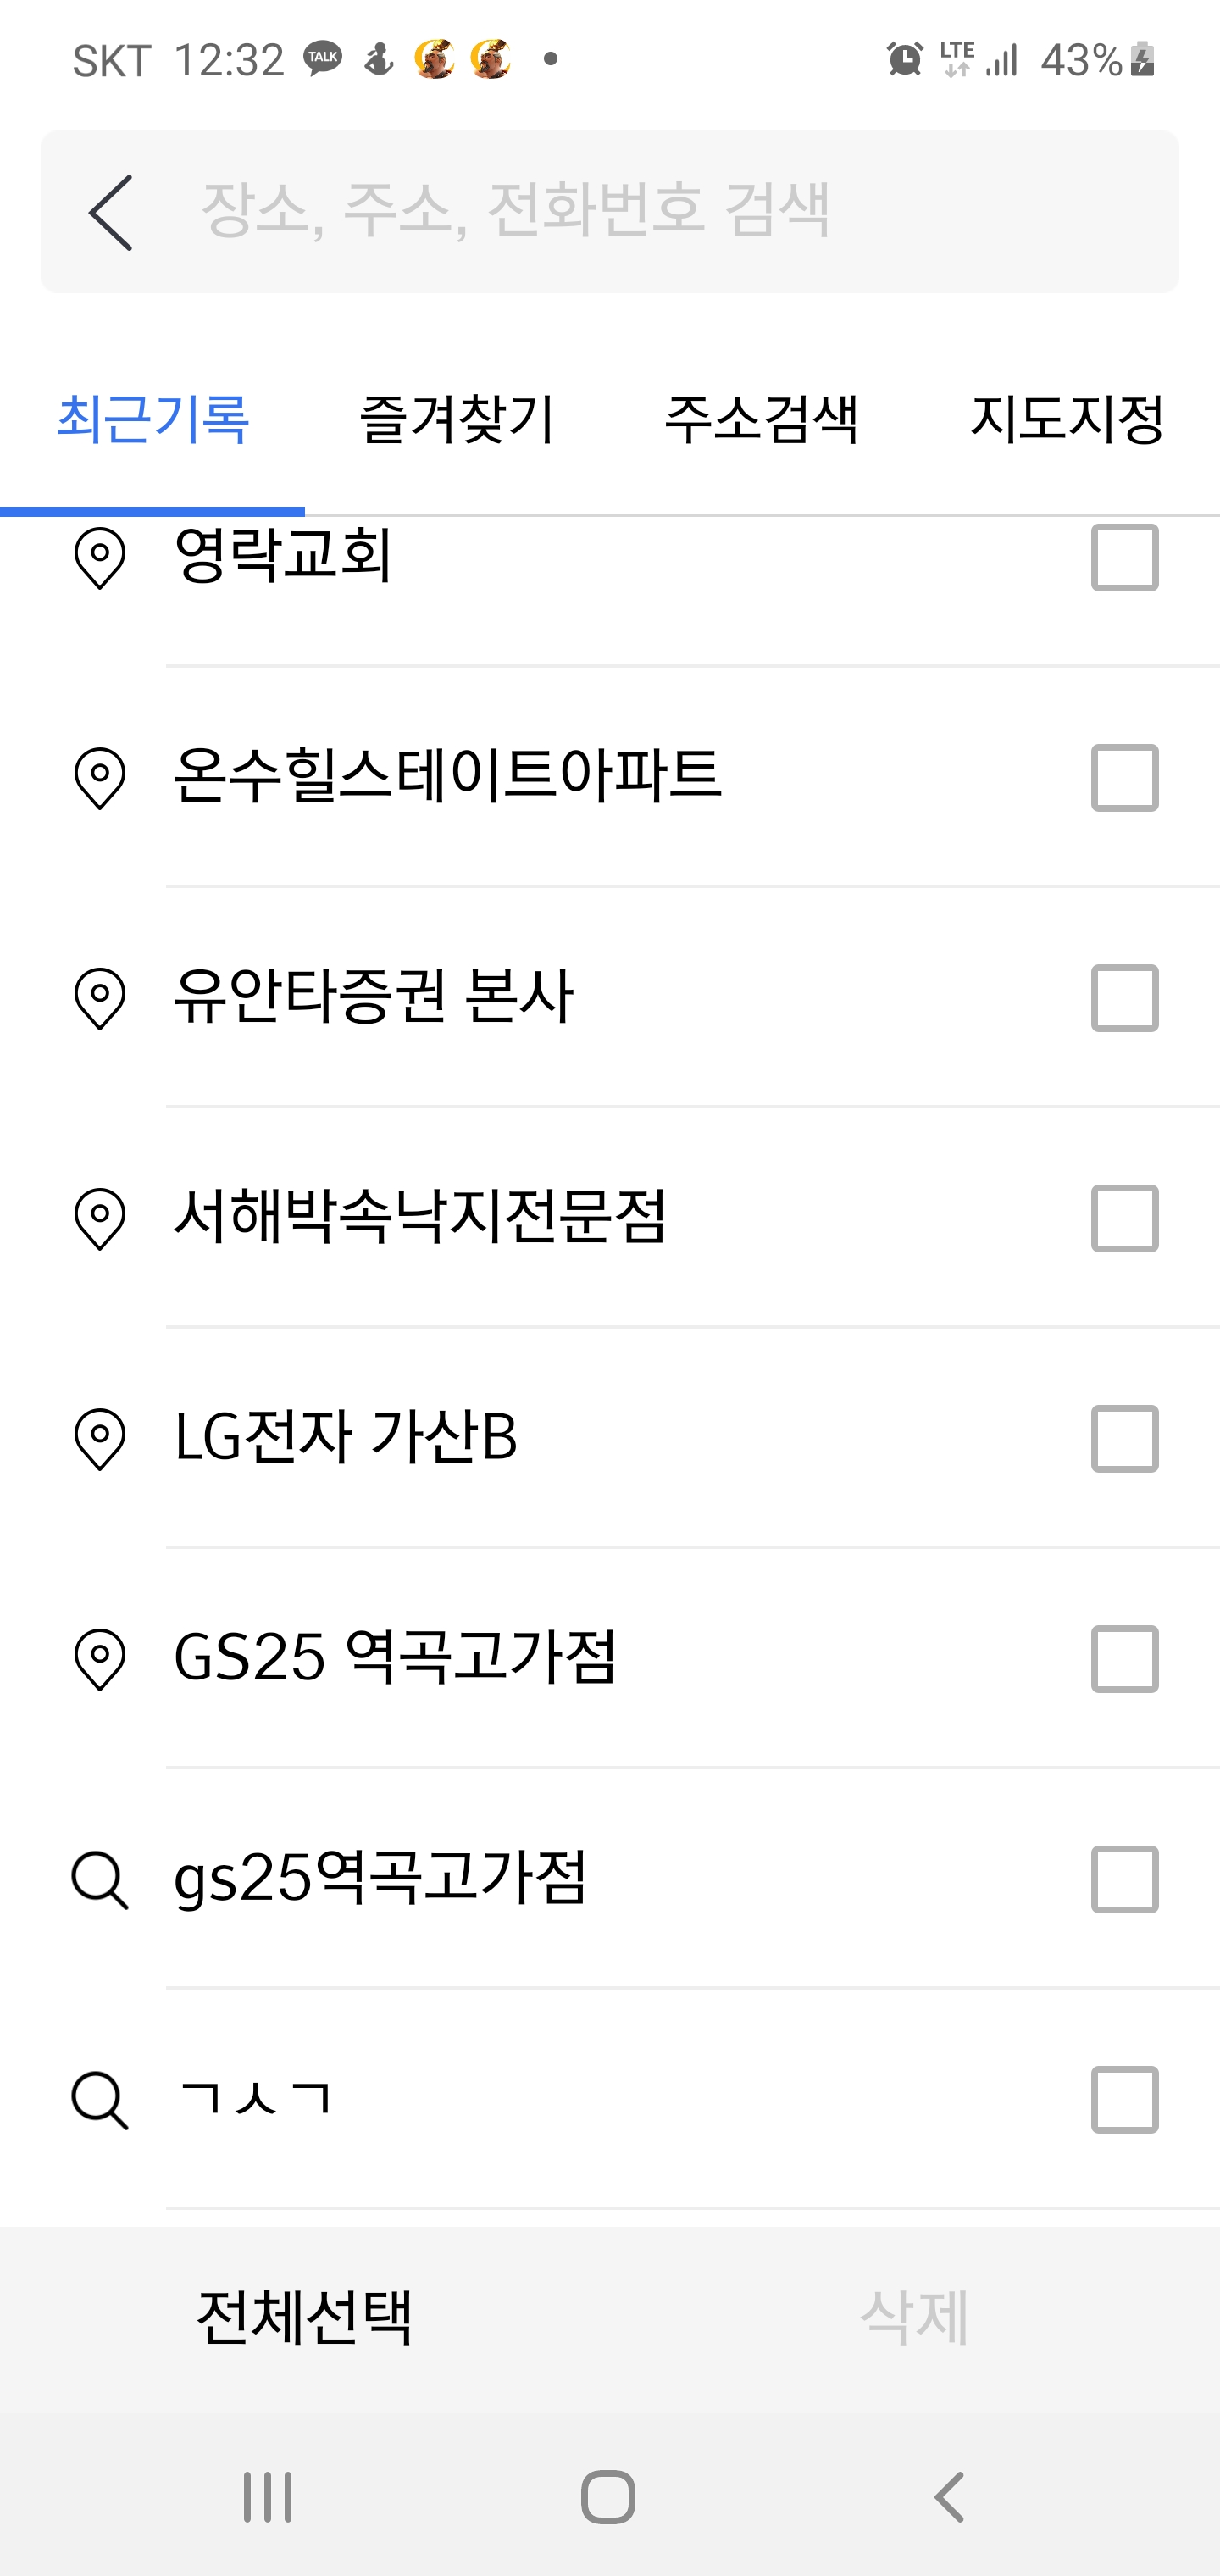 SKT 12:32 TALK LTE 43%
장소, 주소, 전화번호 검색
최근기록 즐겨찾기 주소검색 지도지정
영락교회
온수힐스테이트아파트
유안타증권 본사
서해박속낙지전문점
LG전자 가산B
GS25 역곡고가점
gs25역곡고가점
ㄱㅅㄱ
전체선택 삭제